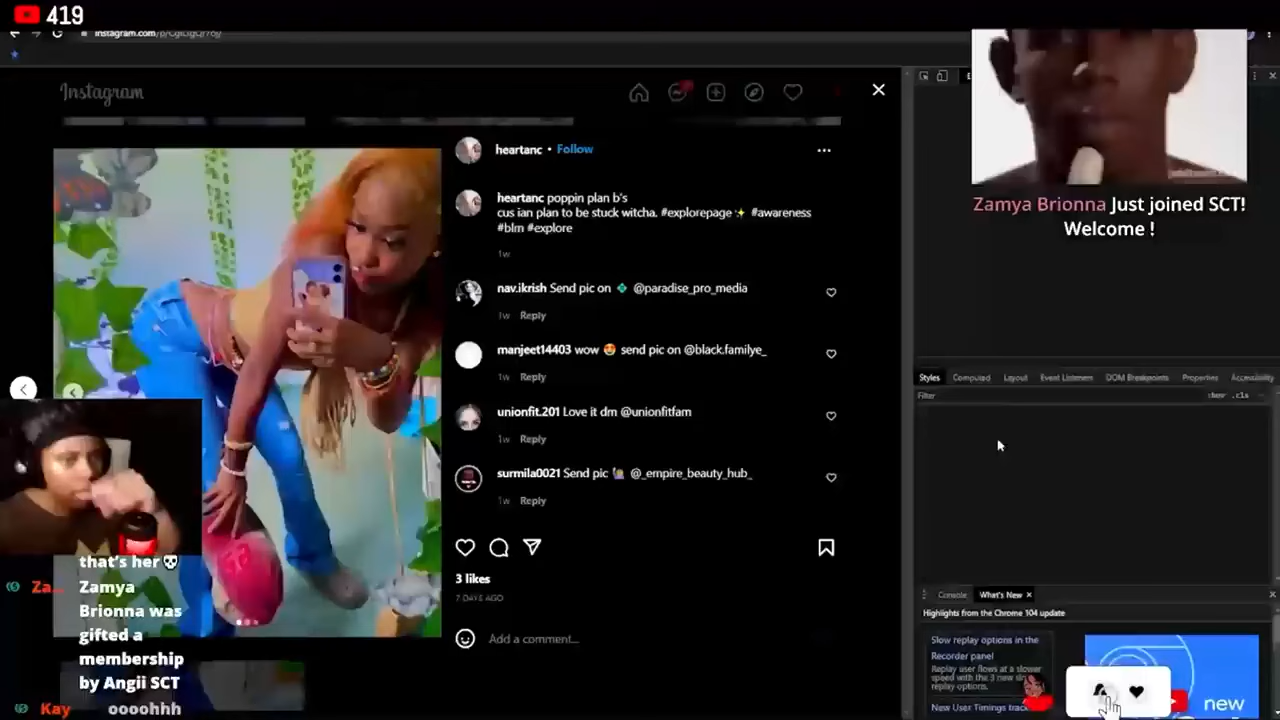 419
instagram.com/p/
Instagram
heartanc • Follow
heartanc poppin plan b's
cus ian plan to be stuck witcha. #explorepage ✨ #awareness
#blm #explore
1w
nav.ikrish Send pic on @paradise_pro_media
1w Reply
manjeet14403 wow 😍 send pic on @black.familye_
1w Reply
unionfit.201 Love it dm @unionfitfam
1w Reply
surmila0021 Send pic @_empire_beauty_hub_
1w Reply
3 likes
7 DAYS AGO
Add a comment...
Zamya Brionna Just joined SCT!
Welcome !
Styles Computed Layout Event Listeners DOM Breakpoints Properties Accessibility
Filter :hov .cls
Console What's New ×
Highlights from the Chrome 104 update
Slow replay options in the
Recorder panel
Replay user flows at a slower
speed with the 3 new
replay options.
New User Timings track
new
that's her💀
Za...
Zamya
Brionna was
gifted a
membership
by Angii SCT
Kay ooohhh